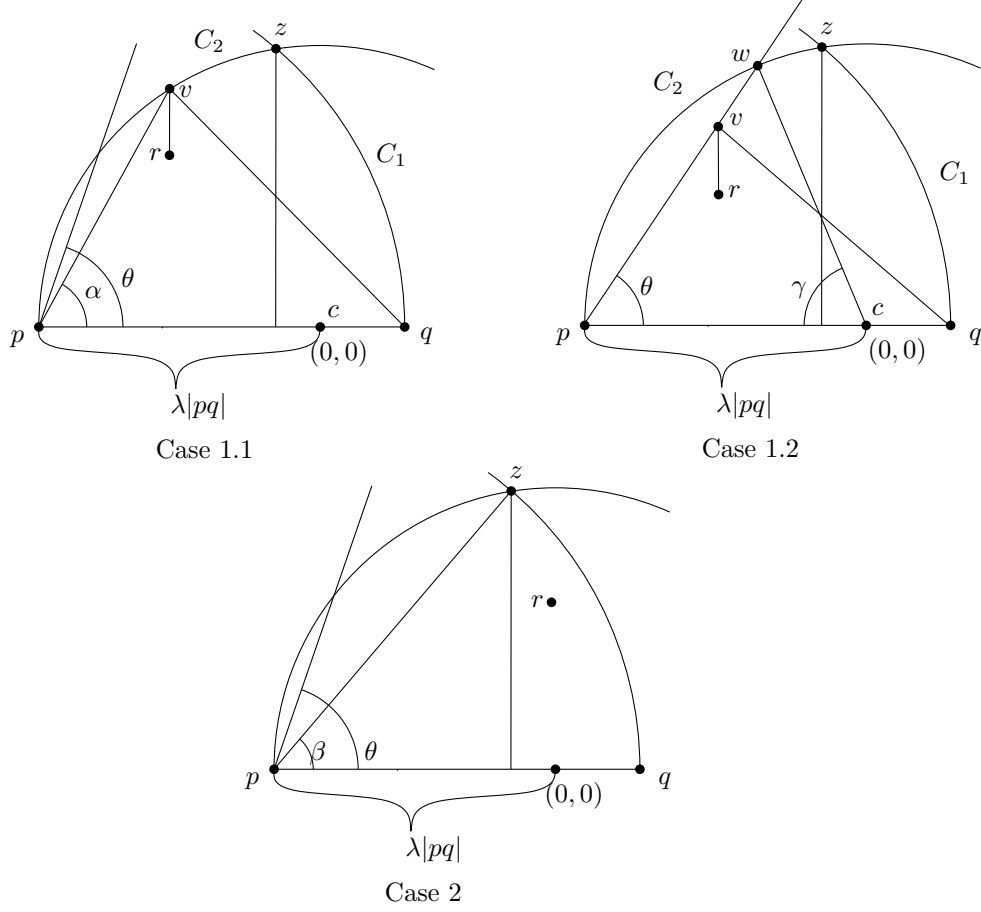 z
C₂
v
r
C₁
θ
α
c
p
q
(0, 0)
λ|pq|
Case 1.1
z
w
C₂
v
C₁
r
θ
γ
c
p
q
(0, 0)
λ|pq|
Case 1.2
z
r
β
θ
p
q
(0, 0)
λ|pq|
Case 2